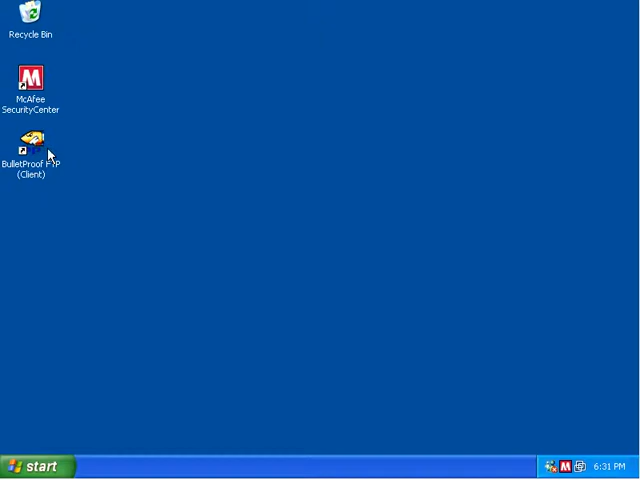 Recycle Bin
M
McAfee
SecurityCenter
BulletProof FTP
(Client)
start
M
6:31 PM